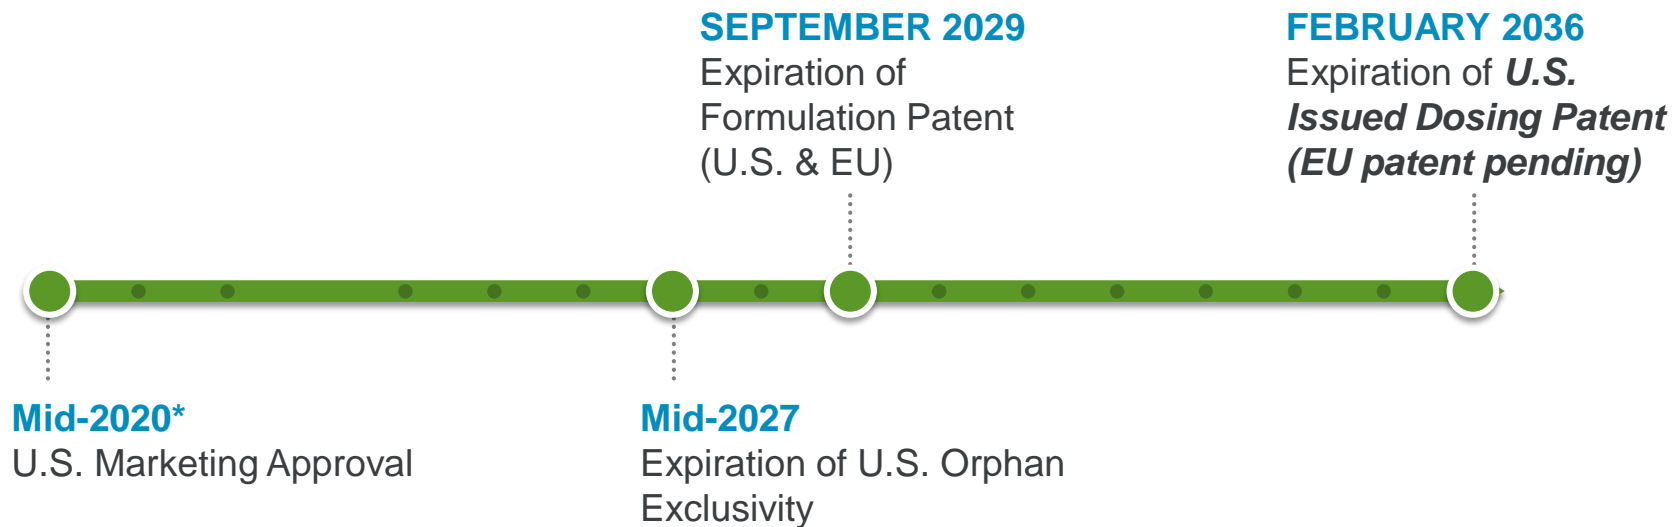 SEPTEMBER 2029
Expiration of
Formulation Patent
(U.S. & EU)
FEBRUARY 2036
Expiration of U.S.
Issued Dosing Patent
(EU patent pending)
Mid-2020*
U.S. Marketing Approval
Mid-2027
Expiration of U.S. Orphan
Exclusivity